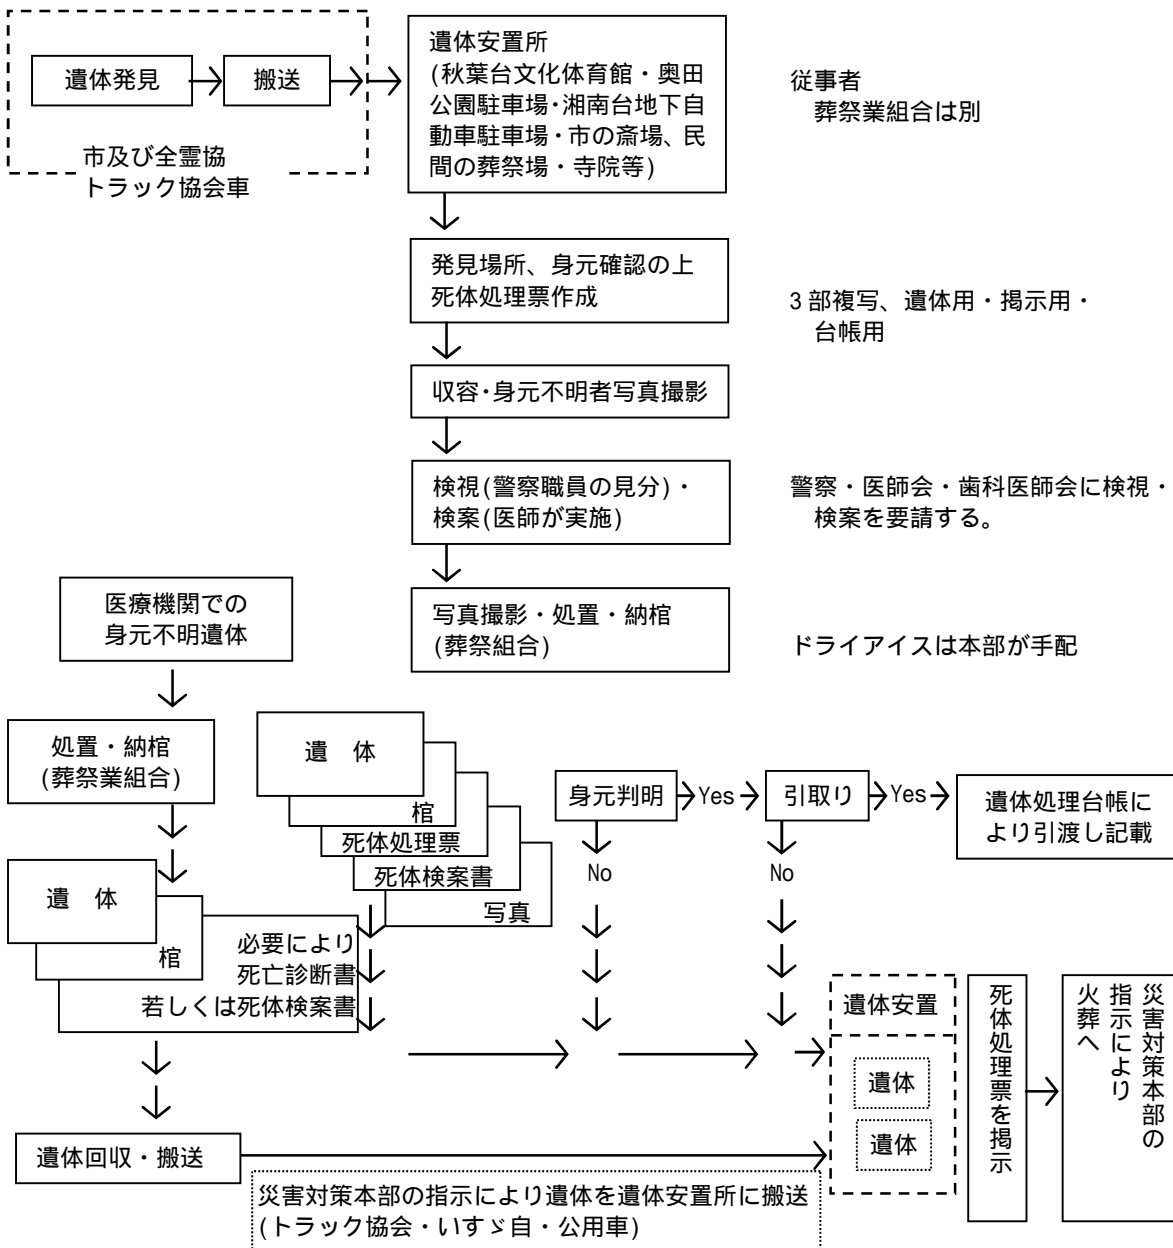 遺体発見
搬送
市及び全霊協
トラック協会車
遺体安置所
(秋葉台文化体育館・奥田
公園駐車場・湘南台地下自
動車駐車場・市の斎場、民
間の葬祭場・寺院等)
従事者
葬祭業組合は別
発見場所、身元確認の上
死体処理票作成
3部複写、遺体用・掲示用・
台帳用
収容・身元不明者写真撮影
検視(警察職員の見分)・
検案(医師が実施)
警察・医師会・歯科医師会に検視・
検案を要請する。
写真撮影・処置・納棺
(葬祭組合)
ドライアイスは本部が手配
医療機関での
身元不明遺体
処置・納棺
(葬祭業組合)
遺 体
棺
必要により
死亡診断書
若しくは死体検案書
遺 体
棺
死体処理票
死体検案書
写真
身元判明
Yes
引取り
Yes
遺体処理台帳に
より引渡し記載
No
No
遺体安置
遺体
遺体
死体処理票を掲示
災害対策本部の
指示により
火葬へ
遺体回収・搬送
災害対策本部の指示により遺体を遺体安置所に搬送
(トラック協会・いすゞ自・公用車)